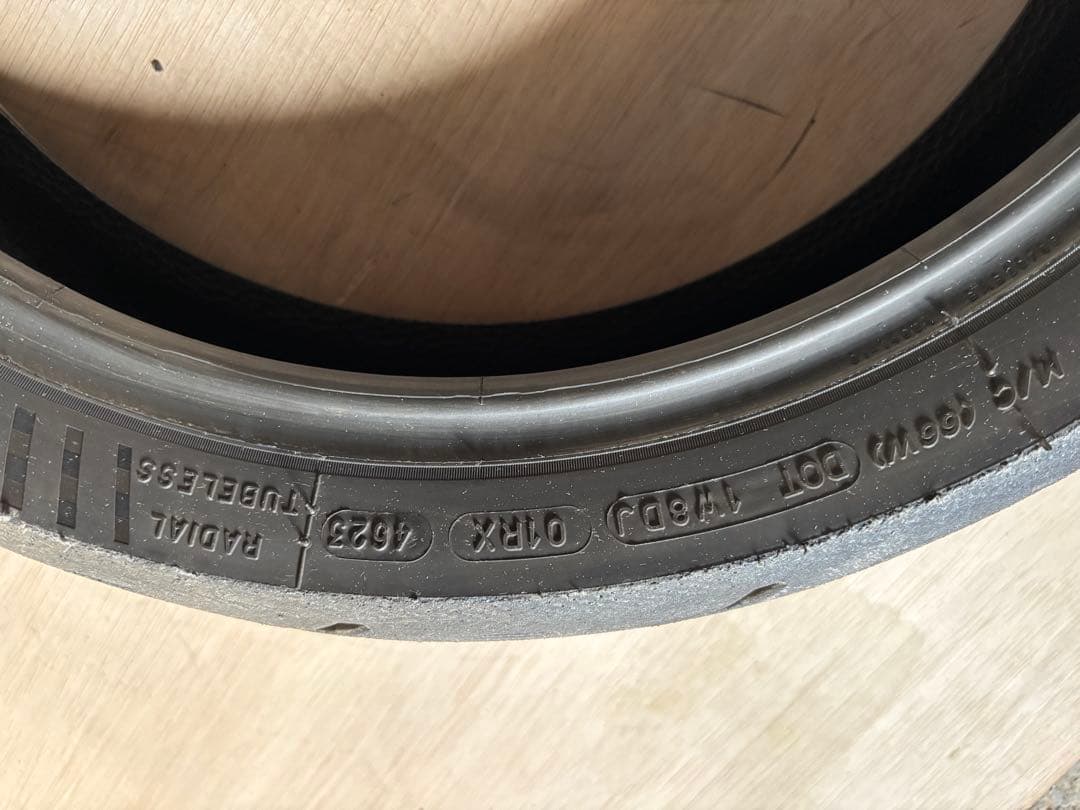 M/C (66W)
DOT 1W8DJ 01RX 4623
RADIAL
TUBELESS